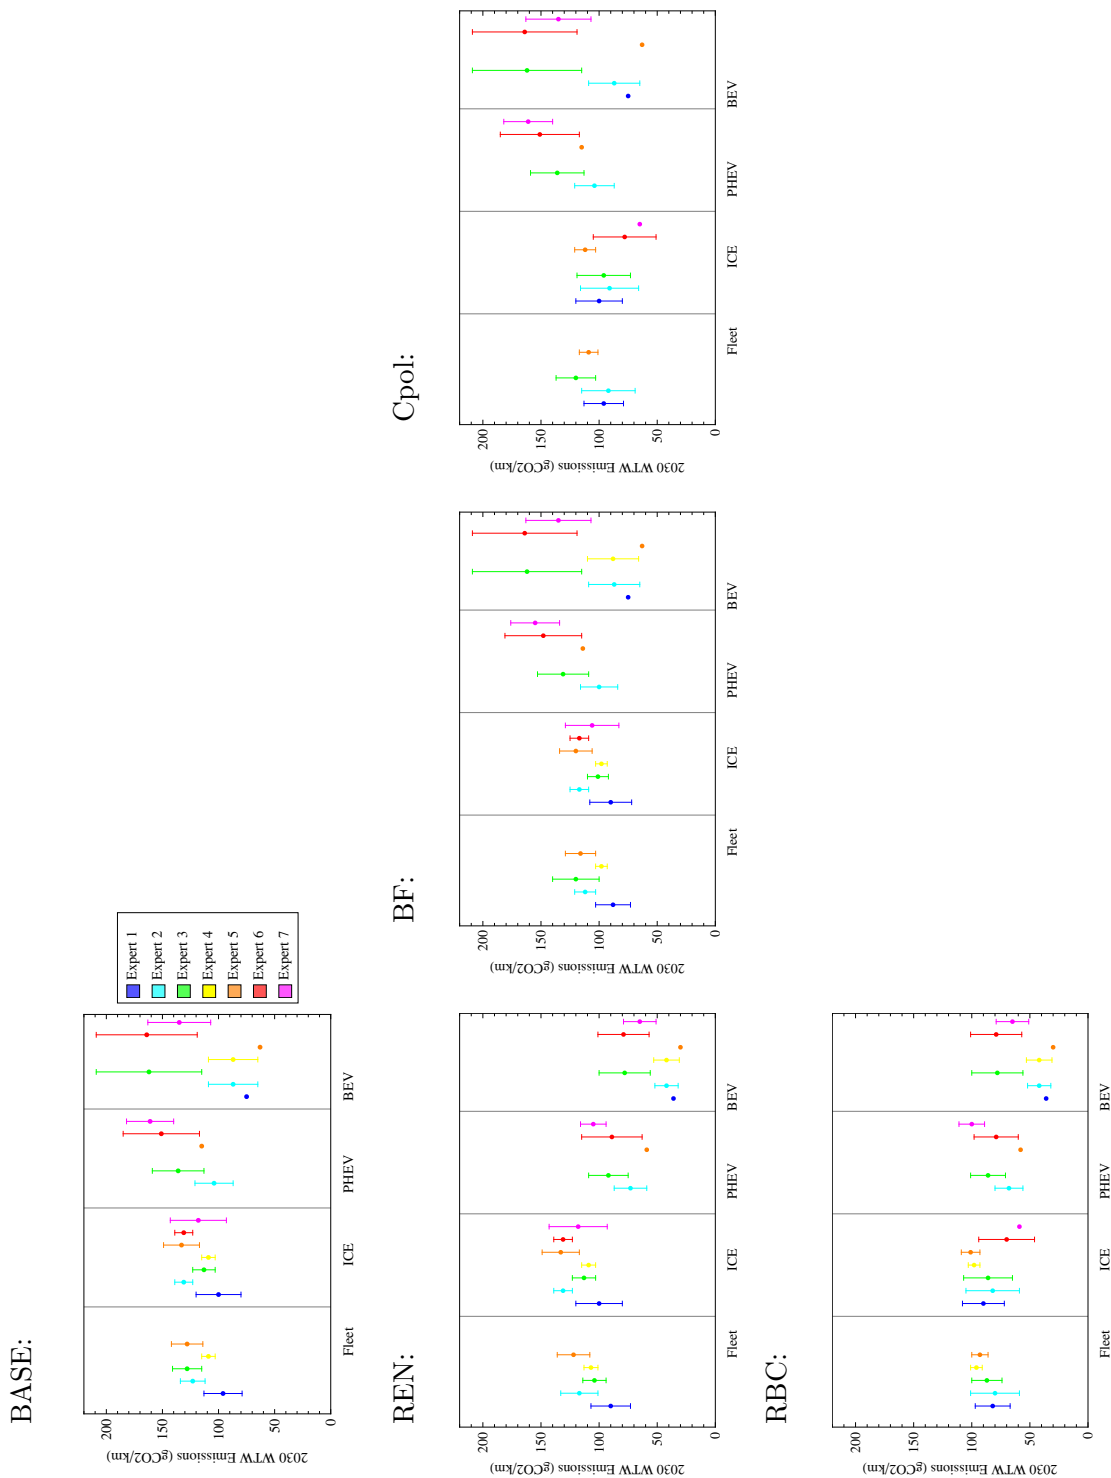 BASE:
2030 WTW Emissions (gCO2/km)
0
50
100
150
200
Fleet
ICE
PHEV
BEV
Expert 1
Expert 2
Expert 3
Expert 4
Expert 5
Expert 6
Expert 7
REN:
2030 WTW Emissions (gCO2/km)
0
50
100
150
200
Fleet
ICE
PHEV
BEV
BF:
2030 WTW Emissions (gCO2/km)
0
50
100
150
200
Fleet
ICE
PHEV
BEV
Cpol:
2030 WTW Emissions (gCO2/km)
0
50
100
150
200
Fleet
ICE
PHEV
BEV
RBC:
2030 WTW Emissions (gCO2/km)
0
50
100
150
200
Fleet
ICE
PHEV
BEV